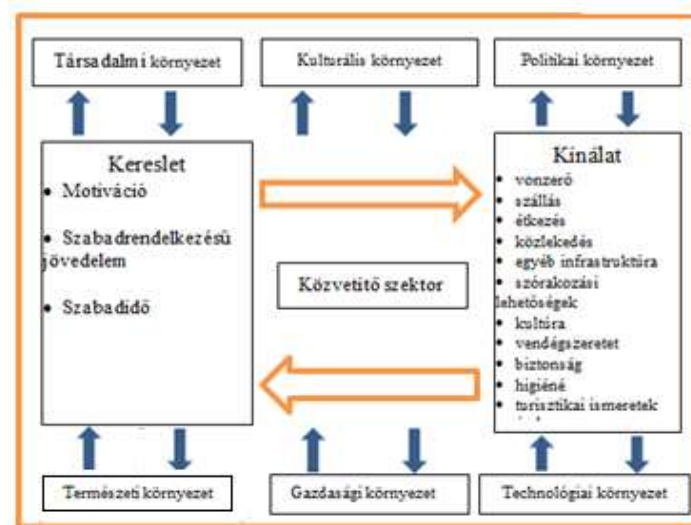 Társadalmi környezet
Kulturális környezet
Politikai környezet
Kereslet
• Motiváció
• Szabadrendelkezésű
jövedelem
• Szabadidő
Közvetítő szektor
Kínálat
• vonzerő
• szállás
• étkezés
• közlekedés
• egyéb infrastruktúra
• szórakozási
lehetőségek
• kultúra
• vendégszeretet
• biztonság
• higiéné
• turisztikai ismeretek
Természeti környezet
Gazdasági környezet
Technológiai környezet